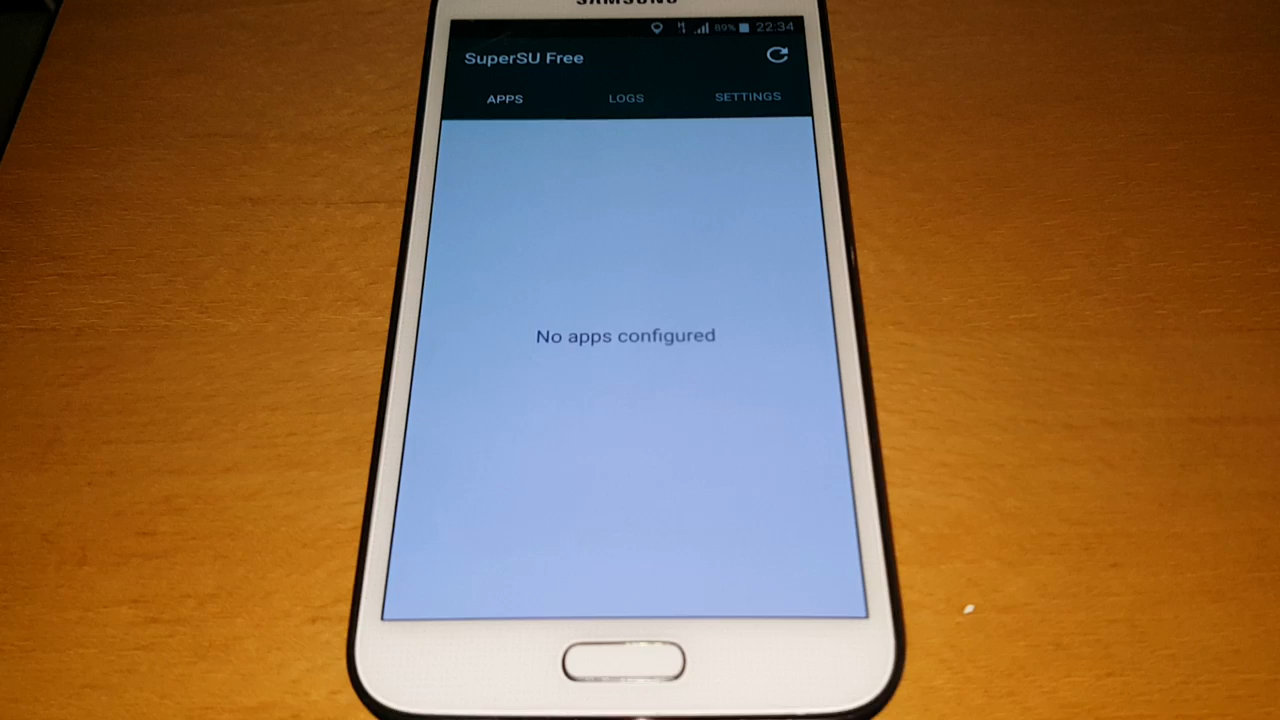 SAMSUNG
89% 22:34
SuperSU Free
APPS LOGS SETTINGS
No apps configured